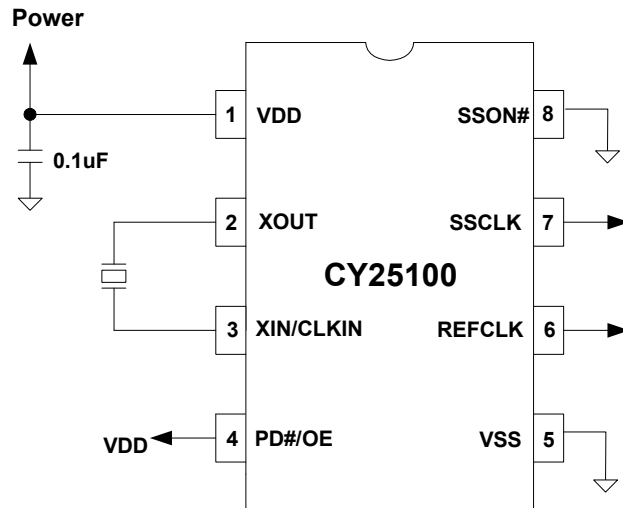 Power
1 VDD
SSON# 8
0.1uF
2 XOUT
SSCLK 7
CY25100
3 XIN/CLKIN
REFCLK 6
VDD 4 PD#/OE
VSS 5